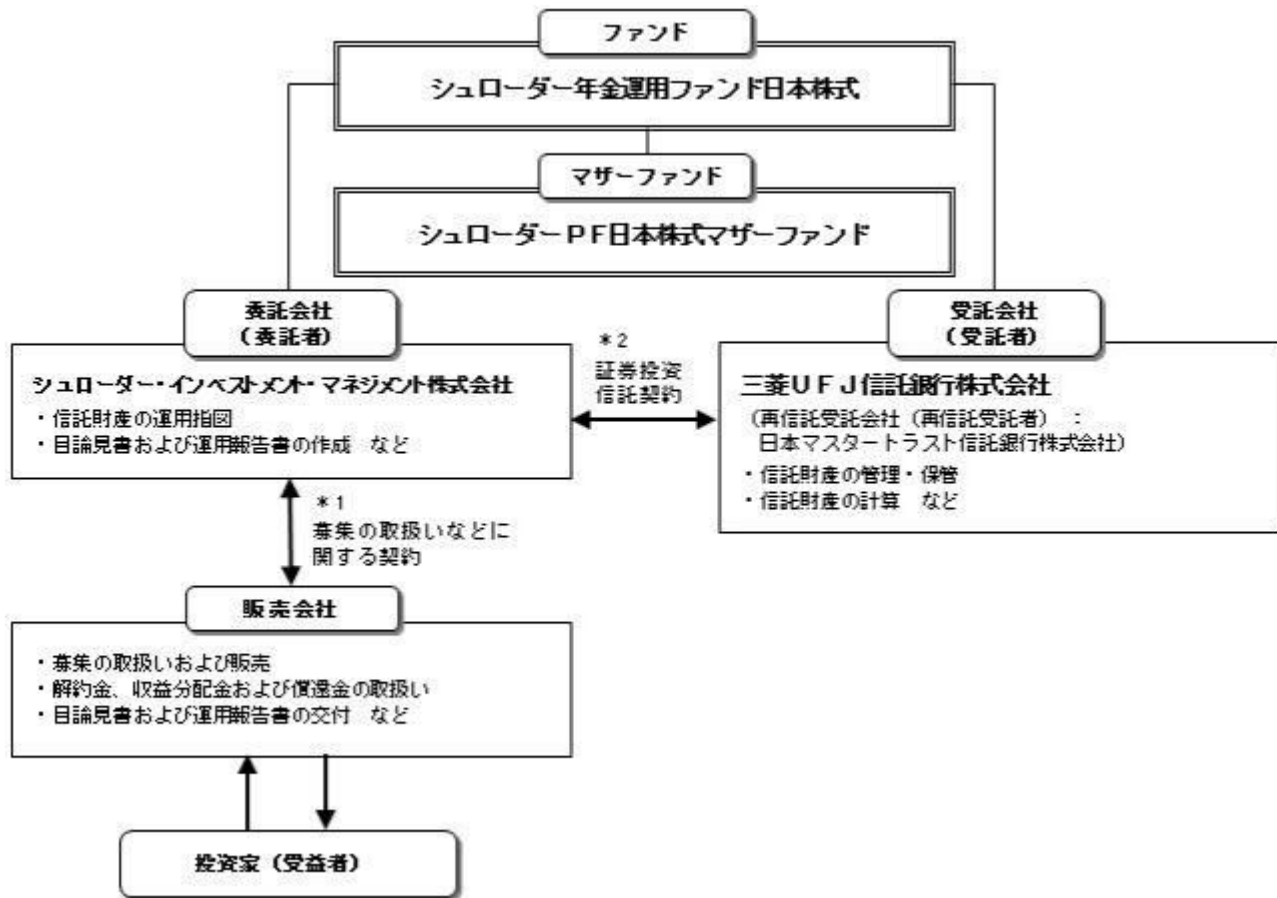 ファンド
シュローダー年金運用ファンド日本株式
マザーファンド
シュローダーＰＦ日本株式マザーファンド
委託会社
（委託者）
シュローダー・インベストメント・マネジメント株式会社
・信託財産の運用指図
・目論見書および運用報告書の作成　など
＊2
証券投資
信託契約
受託会社
（受託者）
三菱ＵＦＪ信託銀行株式会社
（再信託受託会社（再信託受託者）：
日本マスタートラスト信託銀行株式会社）
・信託財産の管理・保管
・信託財産の計算　など
＊1
募集の取扱いなどに
関する契約
販売会社
・募集の取扱いおよび販売
・解約金、収益分配金および償還金の取扱い
・目論見書および運用報告書の交付　など
投資家（受益者）